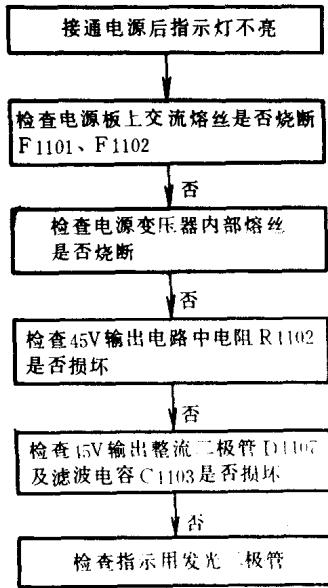 接通电源后指示灯不亮
检查电源板上交流熔丝是否烧断
F1101、F1102
否
检查电源变压器内部熔丝
是否烧断
否
检查45V输出电路中电阻R1102
是否损坏
否
检查45V输出整流二极管D1107
及滤波电容C1103是否损坏
否
检查指示用发光二极管